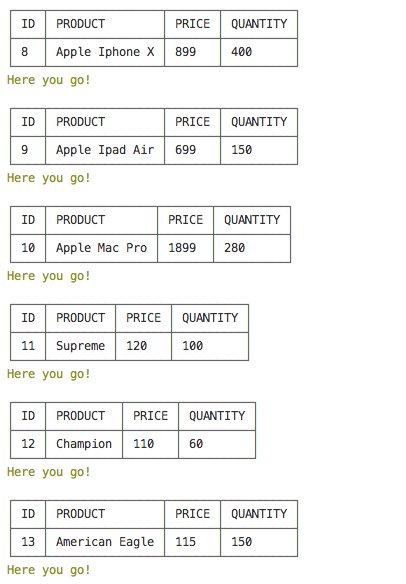 ID PRODUCT PRICE QUANTITY
8 Apple Iphone X 899 400
Here you go!
ID PRODUCT PRICE QUANTITY
9 Apple Ipad Air 699 150
Here you go!
ID PRODUCT PRICE QUANTITY
10 Apple Mac Pro 1899 280
Here you go!
ID PRODUCT PRICE QUANTITY
11 Supreme 120 100
Here you go!
ID PRODUCT PRICE QUANTITY
12 Champion 110 60
Here you go!
ID PRODUCT PRICE QUANTITY
13 American Eagle 115 150
Here you go!